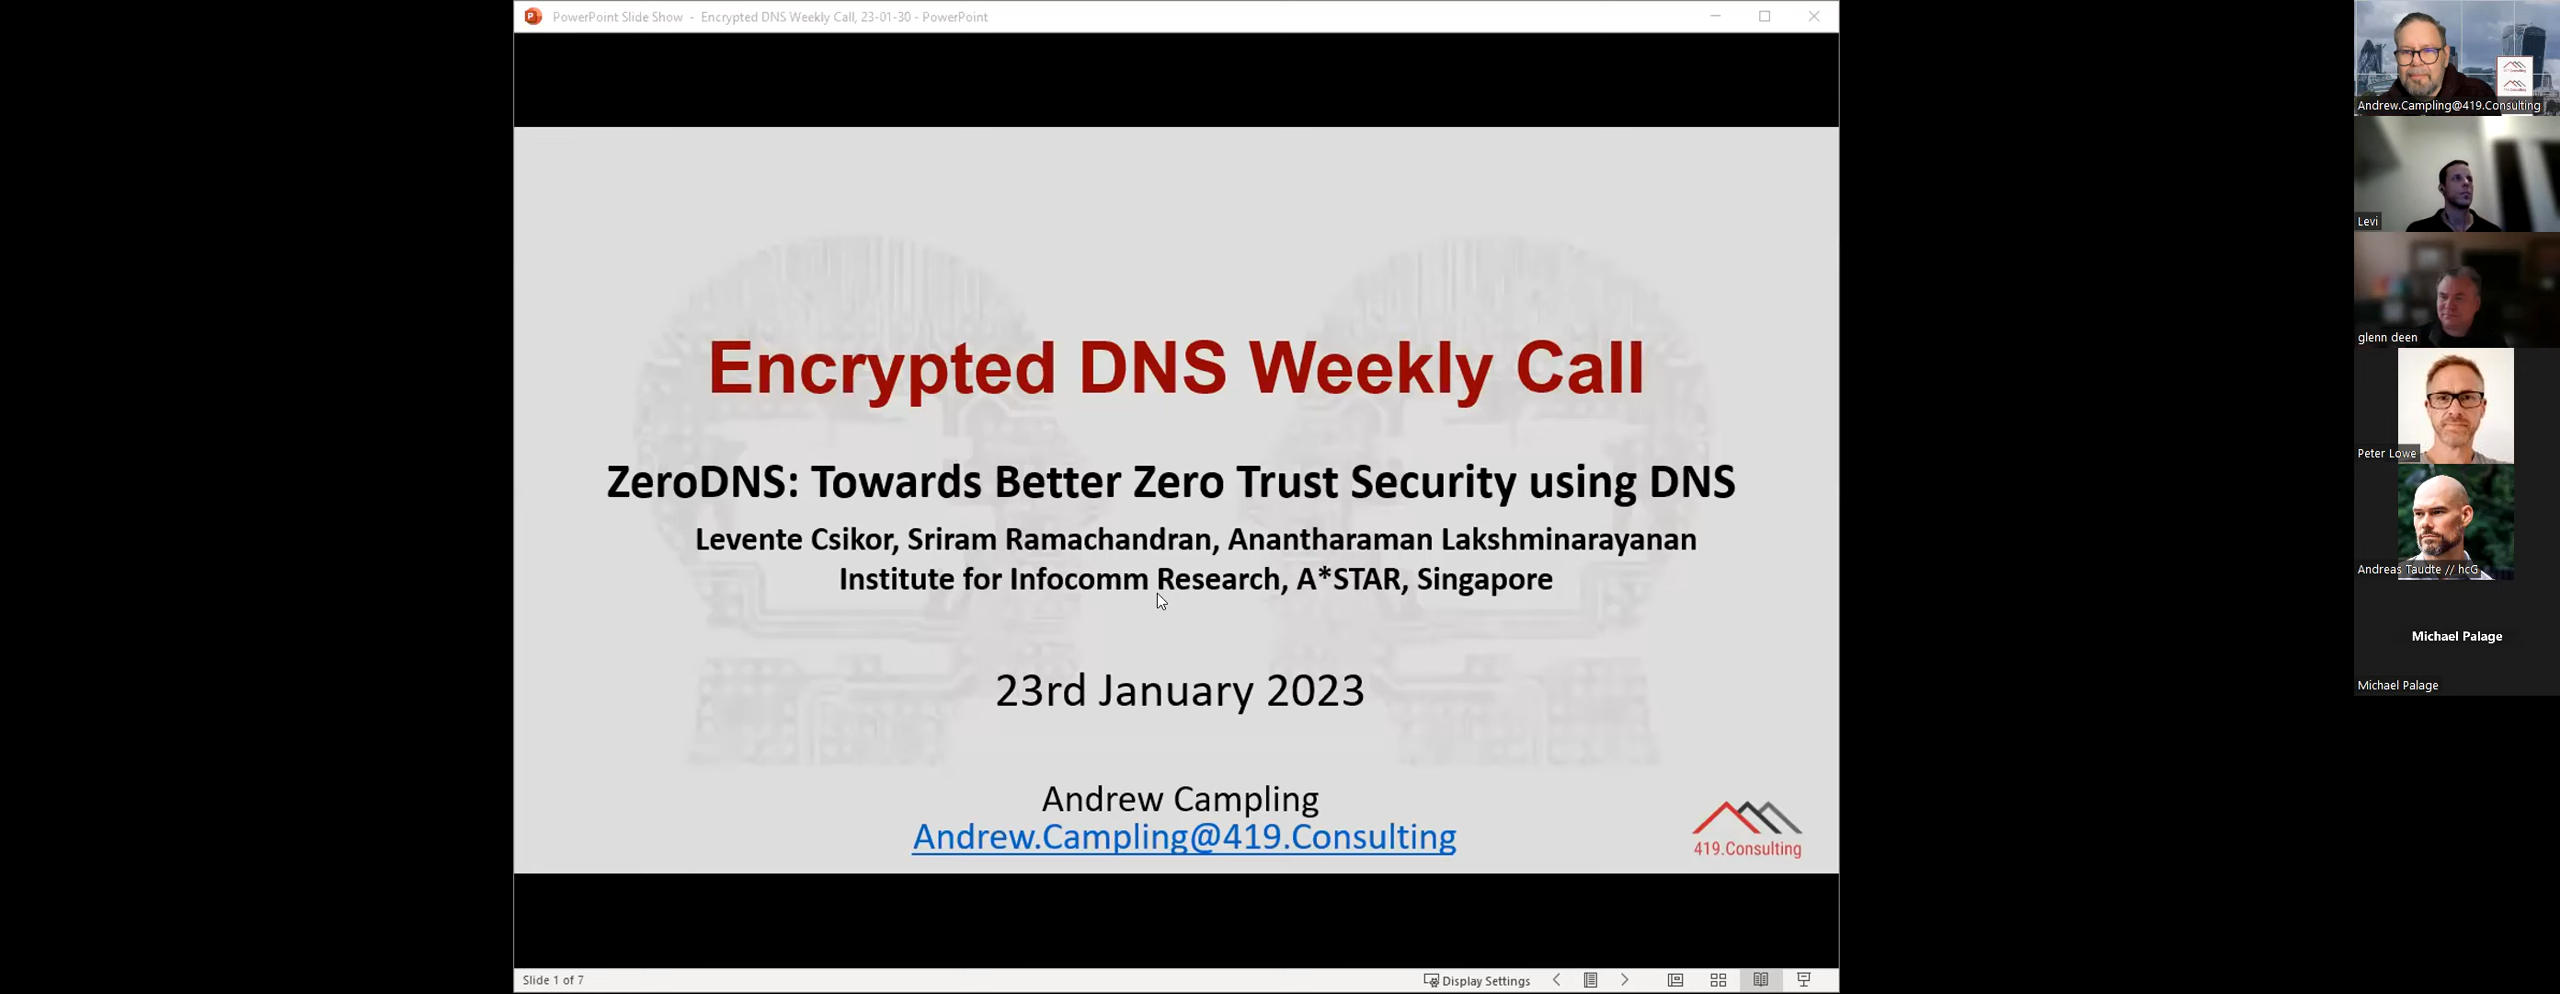 PowerPoint Slide Show - Encrypted DNS Weekly Call, 23-01-30 - PowerPoint
Encrypted DNS Weekly Call
ZeroDNS: Towards Better Zero Trust Security using DNS
Levente Csikor, Sriram Ramachandran, Anantharaman Lakshminarayanan
Institute for Infocomm Research, A*STAR, Singapore
23rd January 2023
Andrew Campling
Andrew.Campling@419.Consulting
419.Consulting
Slide 1 of 7
Display Settings
Andrew.Campling@419.Consulting
Levi
glenn deen
Peter Lowe
Andreas Taudte // hcG
Michael Palage
Michael Palage